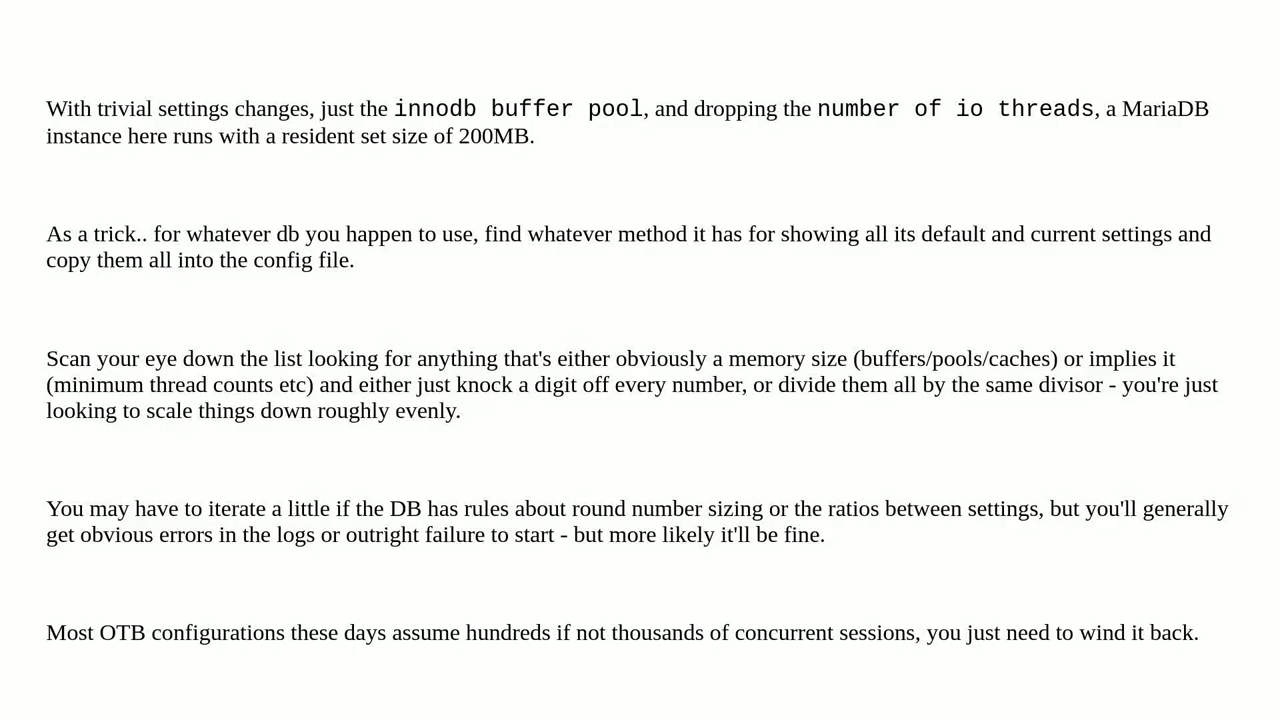 With trivial settings changes, just the innodb buffer pool, and dropping the number of io threads, a MariaDB
instance here runs with a resident set size of 200MB.
As a trick.. for whatever db you happen to use, find whatever method it has for showing all its default and current settings and
copy them all into the config file.
Scan your eye down the list looking for anything that's either obviously a memory size (buffers/pools/caches) or implies it
(minimum thread counts etc) and either just knock a digit off every number, or divide them all by the same divisor - you're just
looking to scale things down roughly evenly.
You may have to iterate a little if the DB has rules about round number sizing or the ratios between settings, but you'll generally
get obvious errors in the logs or outright failure to start - but more likely it'll be fine.
Most OTB configurations these days assume hundreds if not thousands of concurrent sessions, you just need to wind it back.